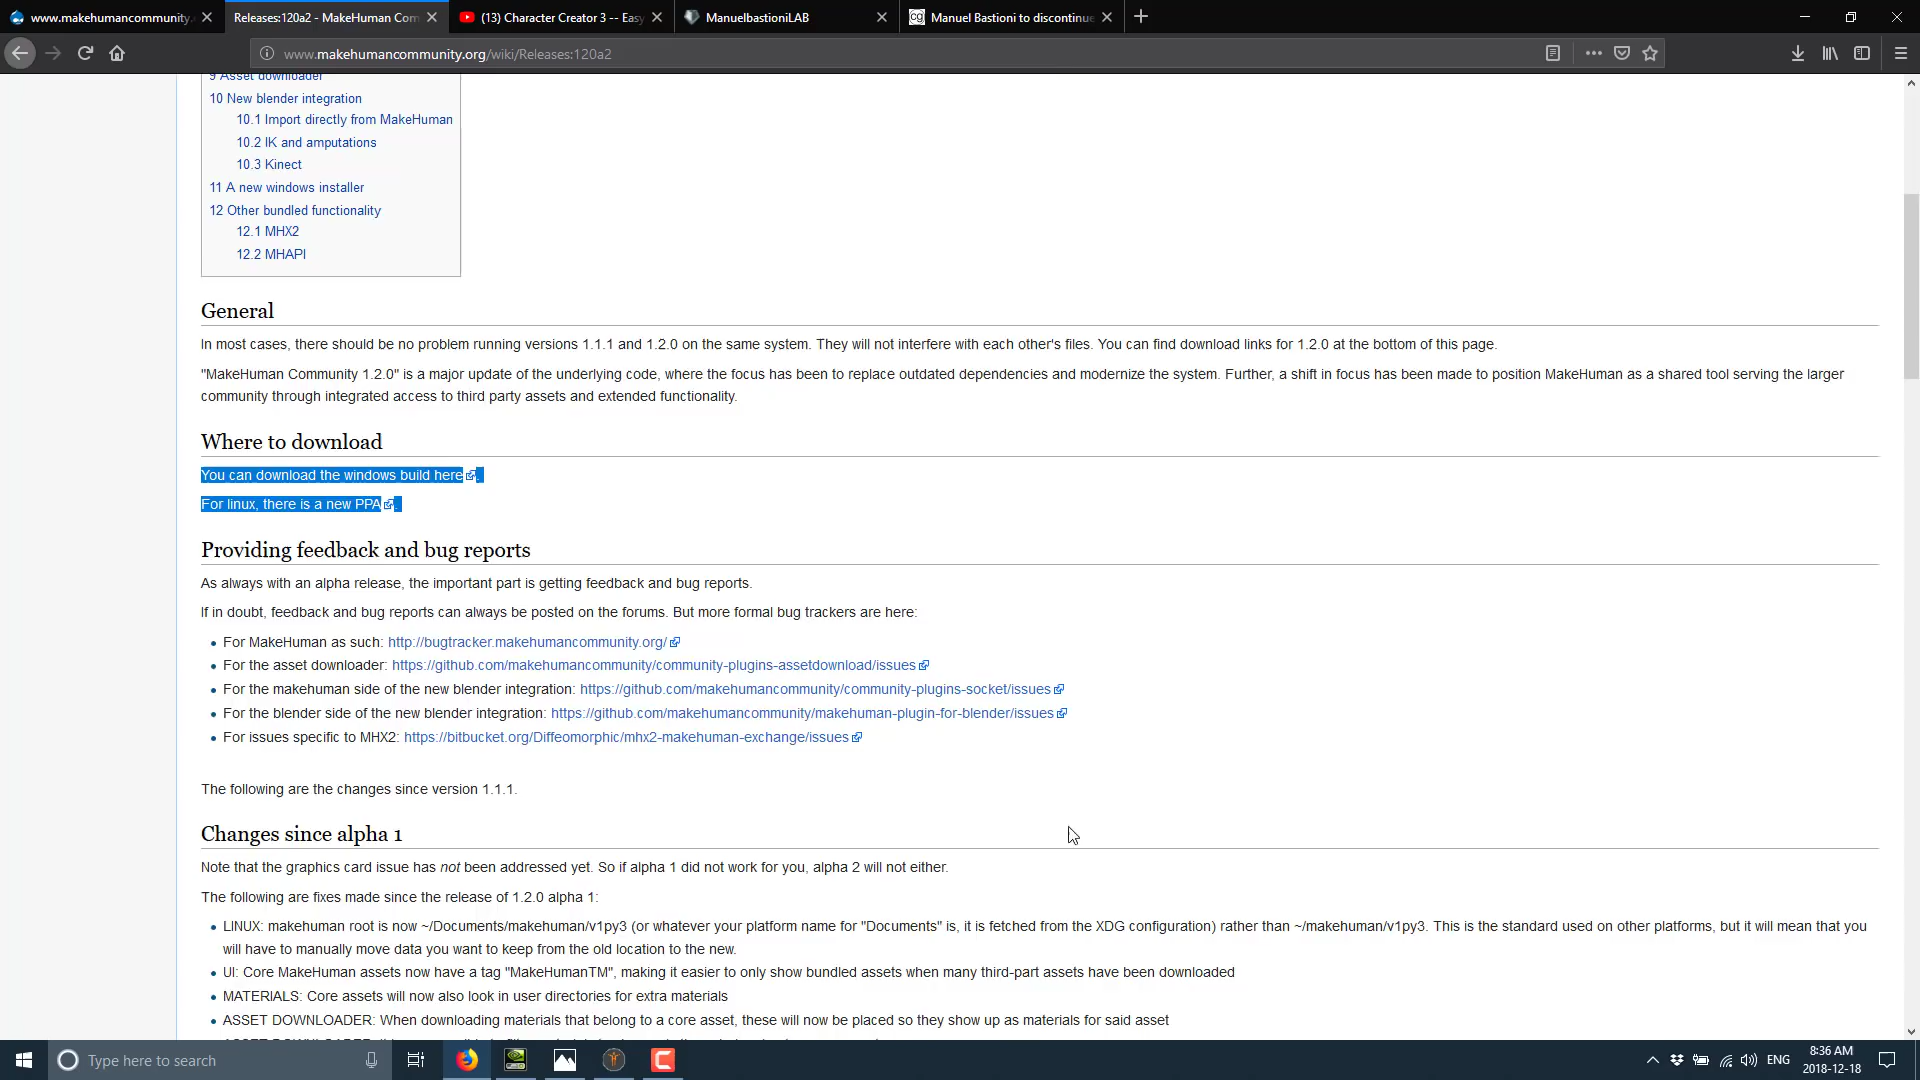 www.makehumancommunity.
Releases:120a2 - MakeHuman Com
(13) Character Creator 3 -- Easy
ManuelbastioniLAB
cg
Manuel Bastioni to discontinue
www.makehumancommunity.org/wiki/Releases:120a2
9 Asset downloader
10 New blender integration
10.1 Import directly from MakeHuman
10.2 IK and amputations
10.3 Kinect
11 A new windows installer
12 Other bundled functionality
12.1 MHX2
12.2 MHAPI
General
In most cases, there should be no problem running versions 1.1.1 and 1.2.0 on the same system. They will not interfere with each other's files. You can find download links for 1.2.0 at the bottom of this page.
"MakeHuman Community 1.2.0" is a major update of the underlying code, where the focus has been to replace outdated dependencies and modernize the system. Further, a shift in focus has been made to position MakeHuman as a shared tool serving the larger
community through integrated access to third party assets and extended functionality.
Where to download
You can download the windows build here.
For linux, there is a new PPA.
Providing feedback and bug reports
As always with an alpha release, the important part is getting feedback and bug reports.
If in doubt, feedback and bug reports can always be posted on the forums. But more formal bug trackers are here:
• For MakeHuman as such: http://bugtracker.makehumancommunity.org/
• For the asset downloader: https://github.com/makehumancommunity/community-plugins-assetdownload/issues
• For the makehuman side of the new blender integration: https://github.com/makehumancommunity/community-plugins-socket/issues
• For the blender side of the new blender integration: https://github.com/makehumancommunity/makehuman-plugin-for-blender/issues
• For issues specific to MHX2: https://bitbucket.org/Diffeomorphic/mhx2-makehuman-exchange/issues
The following are the changes since version 1.1.1.
Changes since alpha 1
Note that the graphics card issue has not been addressed yet. So if alpha 1 did not work for you, alpha 2 will not either.
The following are fixes made since the release of 1.2.0 alpha 1:
• LINUX: makehuman root is now ~/Documents/makehuman/v1py3 (or whatever your platform name for "Documents" is, it is fetched from the XDG configuration) rather than ~/makehuman/v1py3. This is the standard used on other platforms, but it will mean that you
will have to manually move data you want to keep from the old location to the new.
• UI: Core MakeHuman assets now have a tag "MakeHumanTM", making it easier to only show bundled assets when many third-part assets have been downloaded
• MATERIALS: Core assets will now also look in user directories for extra materials
• ASSET DOWNLOADER: When downloading materials that belong to a core asset, these will now be placed so they show up as materials for said asset
Type here to search
ENG
8:36 AM
2018-12-18